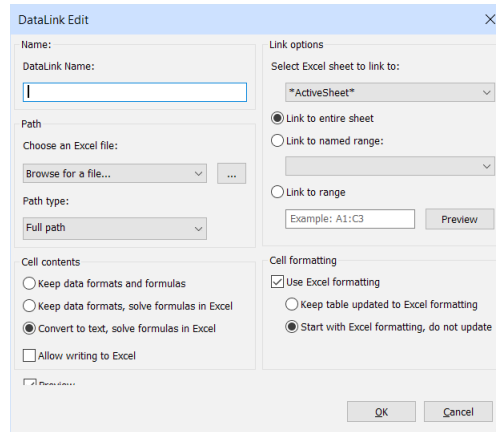 DataLink Edit
Name:
DataLink Name:
Path
Choose an Excel file:
Browse for a file...
...
Path type:
Full path
Cell contents
Keep data formats and formulas
Keep data formats, solve formulas in Excel
Convert to text, solve formulas in Excel
Allow writing to Excel
Preview
Link options
Select Excel sheet to link to:
*ActiveSheet*
Link to entire sheet
Link to named range:
Link to range
Example: A1:C3
Preview
Cell formatting
Use Excel formatting
Keep table updated to Excel formatting
Start with Excel formatting, do not update
OK
Cancel